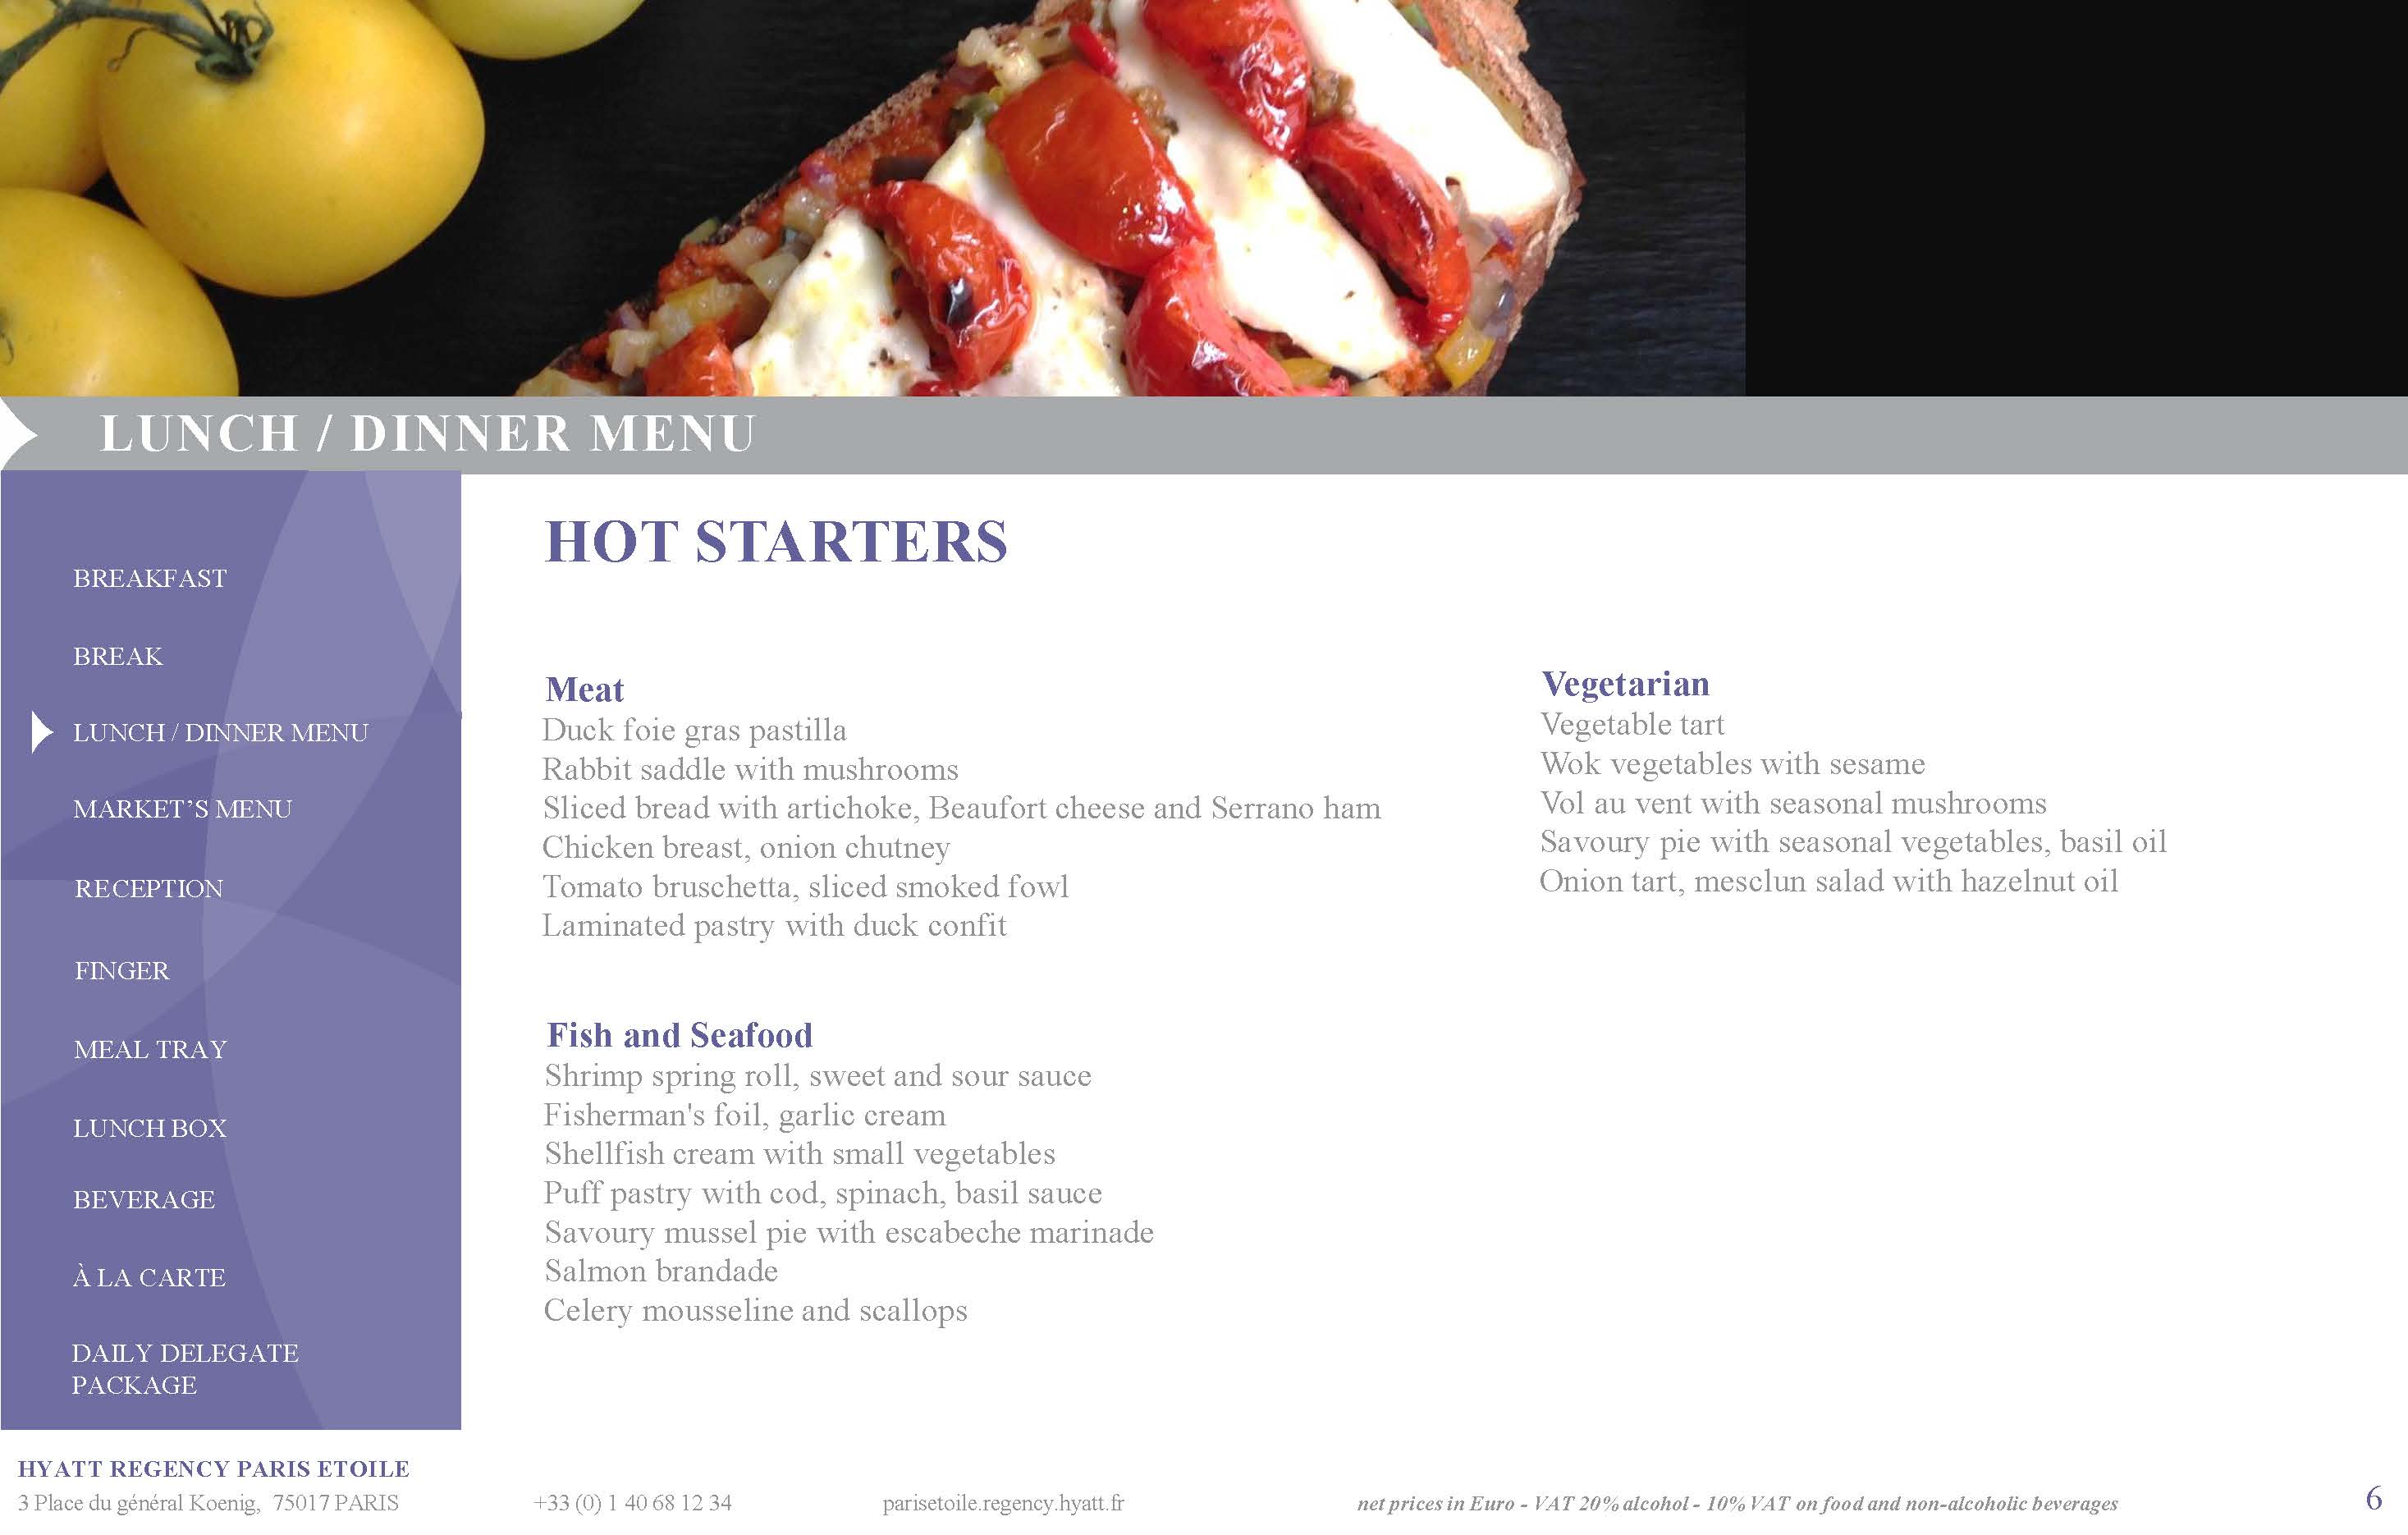 LUNCH / DINNER MENU
BREAKFAST
BREAK
LUNCH / DINNER MENU
MARKET’S MENU
RECEPTION
FINGER
MEAL TRAY
LUNCH BOX
BEVERAGE
À LA CARTE
DAILY DELEGATE
PACKAGE
HOT STARTERS
Meat
Duck foie gras pastilla
Rabbit saddle with mushrooms
Sliced bread with artichoke, Beaufort cheese and Serrano ham
Chicken breast, onion chutney
Tomato bruschetta, sliced smoked fowl
Laminated pastry with duck confit
Fish and Seafood
Shrimp spring roll, sweet and sour sauce
Fisherman's foil, garlic cream
Shellfish cream with small vegetables
Puff pastry with cod, spinach, basil sauce
Savoury mussel pie with escabeche marinade
Salmon brandade
Celery mousseline and scallops
Vegetarian
Vegetable tart
Wok vegetables with sesame
Vol au vent with seasonal mushrooms
Savoury pie with seasonal vegetables, basil oil
Onion tart, mesclun salad with hazelnut oil
HYATT REGENCY PARIS ETOILE
3 Place du général Koenig, 75017 PARIS
+33 (0) 1 40 68 12 34
parisetoile.regency.hyatt.fr
net prices in Euro - VAT 20% alcohol - 10% VAT on food and non-alcoholic beverages
6